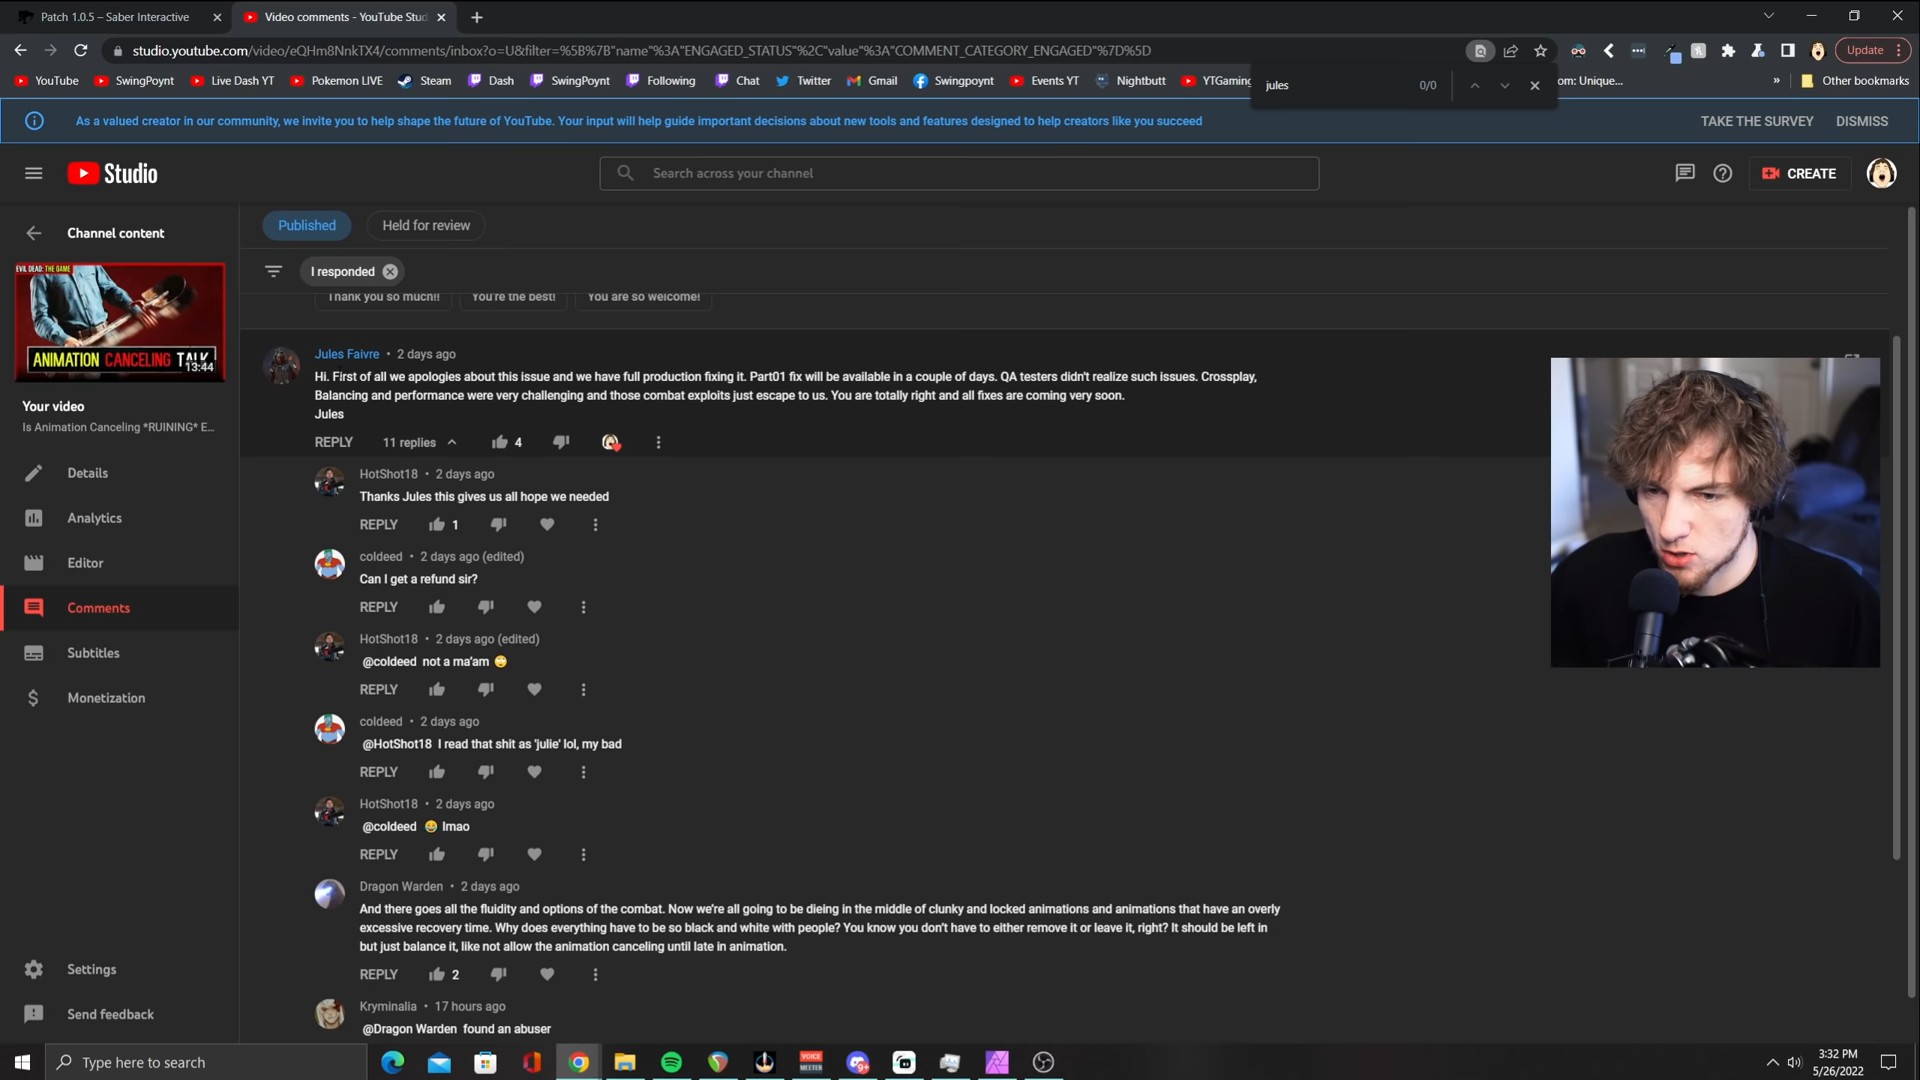 Patch 1.0.5 – Saber Interactive
Video comments - YouTube Stud
studio.youtube.com/video/eQHm8NnkTX4/comments/inbox?o=U&filter=%5B%7B"name"%3A"ENGAGED_STATUS"%2C"value"%3A"COMMENT_CATEGORY_ENGAGED"%7D%5D
Update
YouTube
SwingPoynt
Live Dash YT
Pokemon LIVE
Steam
Dash
SwingPoynt
Following
Chat
Twitter
Gmail
Swingpoynt
Events YT
Nightbutt
YTGaming
om: Unique...
»
Other bookmarks
jules
0/0
As a valued creator in our community, we invite you to help shape the future of YouTube. Your input will help guide important decisions about new tools and features designed to help creators like you succeed
TAKE THE SURVEY
DISMISS
Studio
Search across your channel
CREATE
Channel content
EVIL DEAD: THE GAME
ANIMATION CANCELING TALK
13:44
Your video
Is Animation Canceling *RUINING* E...
Details
Analytics
Editor
Comments
Subtitles
Monetization
Settings
Send feedback
Published
Held for review
I responded
Thank you so much!!
You're the best!
You are so welcome!
Jules Faivre • 2 days ago
Hi. First of all we apologies about this issue and we have full production fixing it. Part01 fix will be available in a couple of days. QA testers didn't realize such issues. Crossplay,
Balancing and performance were very challenging and those combat exploits just escape to us. You are totally right and all fixes are coming very soon.
Jules
REPLY 11 replies 4
HotShot18 • 2 days ago
Thanks Jules this gives us all hope we needed
REPLY 1
coldeed • 2 days ago (edited)
Can I get a refund sir?
REPLY
HotShot18 • 2 days ago (edited)
@coldeed not a ma'am 🙄
REPLY
coldeed • 2 days ago
@HotShot18 I read that shit as 'julie' lol, my bad
REPLY
HotShot18 • 2 days ago
@coldeed 😂 lmao
REPLY
Dragon Warden • 2 days ago
And there goes all the fluidity and options of the combat. Now we're all going to be dieing in the middle of clunky and locked animations and animations that have an overly
excessive recovery time. Why does everything have to be so black and white with people? You know you don't have to either remove it or leave it, right? It should be left in
but just balance it, like not allow the animation canceling until late in animation.
REPLY 2
Kryminalia • 17 hours ago
@Dragon Warden found an abuser
Type here to search
VOICE
MEETER
9+
3:32 PM
5/26/2022